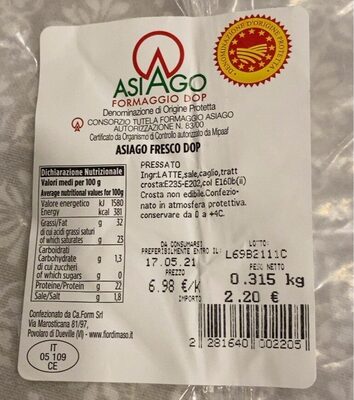 ASIAGO
FORMAGGIO DOP
DENOMINAZIONE D'ORIGINE PROTETTA
Denominazione di Origine Protetta
CONSORZIO TUTELA FORMAGGIO ASIAGO
AUTORIZZAZIONE N. 83/00
Certificato da Organismo di Controllo autorizzato da Mipaaf
ASIAGO FRESCO DOP
Dichiarazione Nutrizionale
Valori medi per 100 g
Average nutritional values for 100g
Valore energetico kJ 1580
Energy kcal 381
Grassi/Fat g 32
di cui acidi grassi saturi
of which saturates g 23
Carboidrati
Carbohydrate g 1,3
di cui zuccheri
of which sugars g 0
Proteine/Protein g 22
Sale/Salt g 1,8
PRESSATO
Ingr:LATTE,sale,caglio,tratt
crosta:E235-E202,col E160b(ii)
Crosta non edibile.Confezio-
nato in atmosfera protettiva.
conservare da 0 a +4C.
DA CONSUMARSI
PREFERIBILMENTE ENTRO IL:
17.05.21
LOTTO:
L69B2111C
PREZZO
6.98 €/K
PESO NETTO
0.315 kg
IMPORTO
2.20 €
2 281640 002205
Confezionato da Ca.Form Srl
Via Marosticana 81/97,
Povolaro di Dueville (VI) - www.fiordimaso.it
IT
05 109
CE